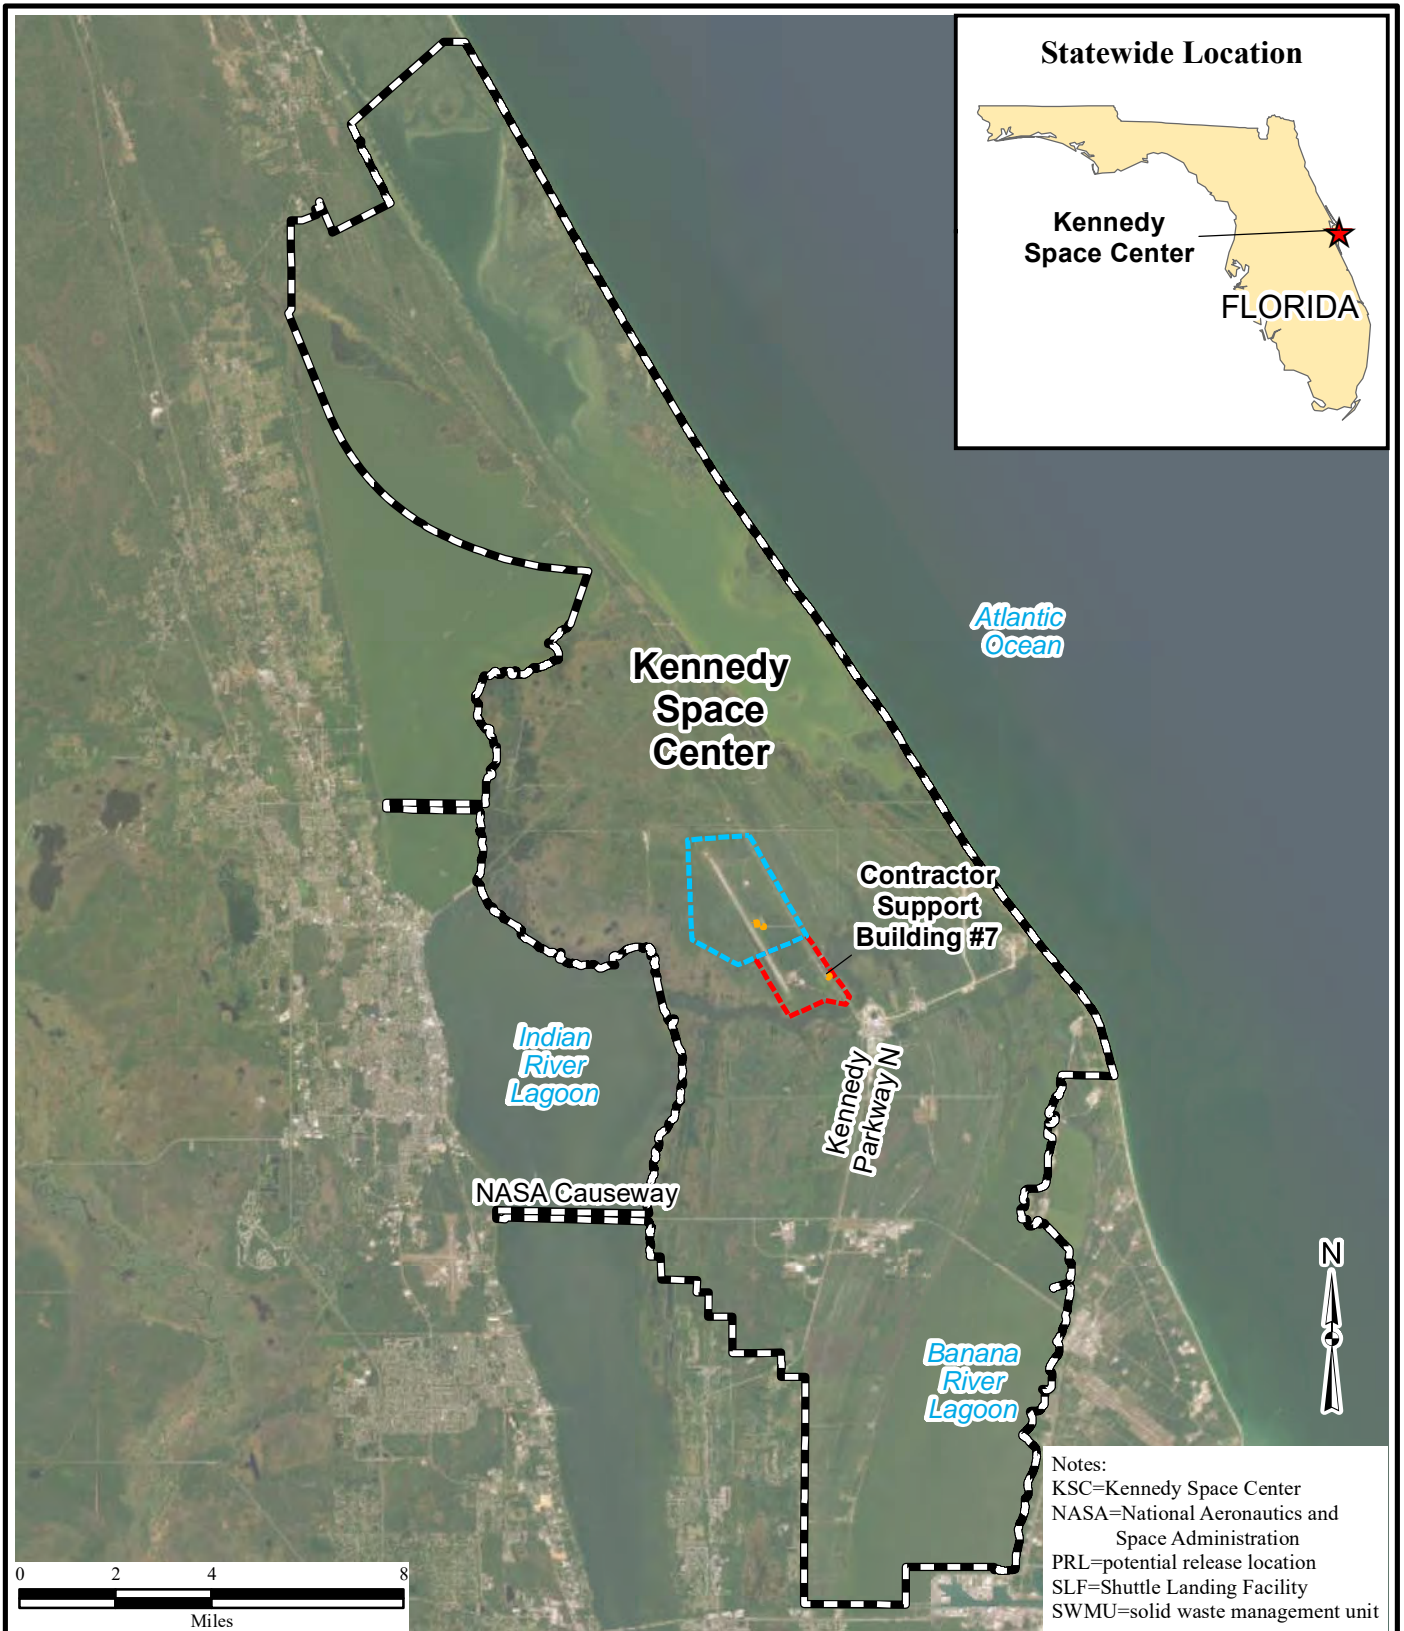 Statewide Location
Kennedy
Space Center
FLORIDA
Atlantic
Ocean
Kennedy
Space
Center
Contractor
Support
Building #7
Indian
River
Lagoon
Kennedy
Parkway N
NASA Causeway
N
Banana
River
Lagoon
Notes:
KSC=Kennedy Space Center
NASA=National Aeronautics and
Space Administration
PRL=potential release location
SLF=Shuttle Landing Facility
SWMU=solid waste management unit
0 2 4 8
Miles